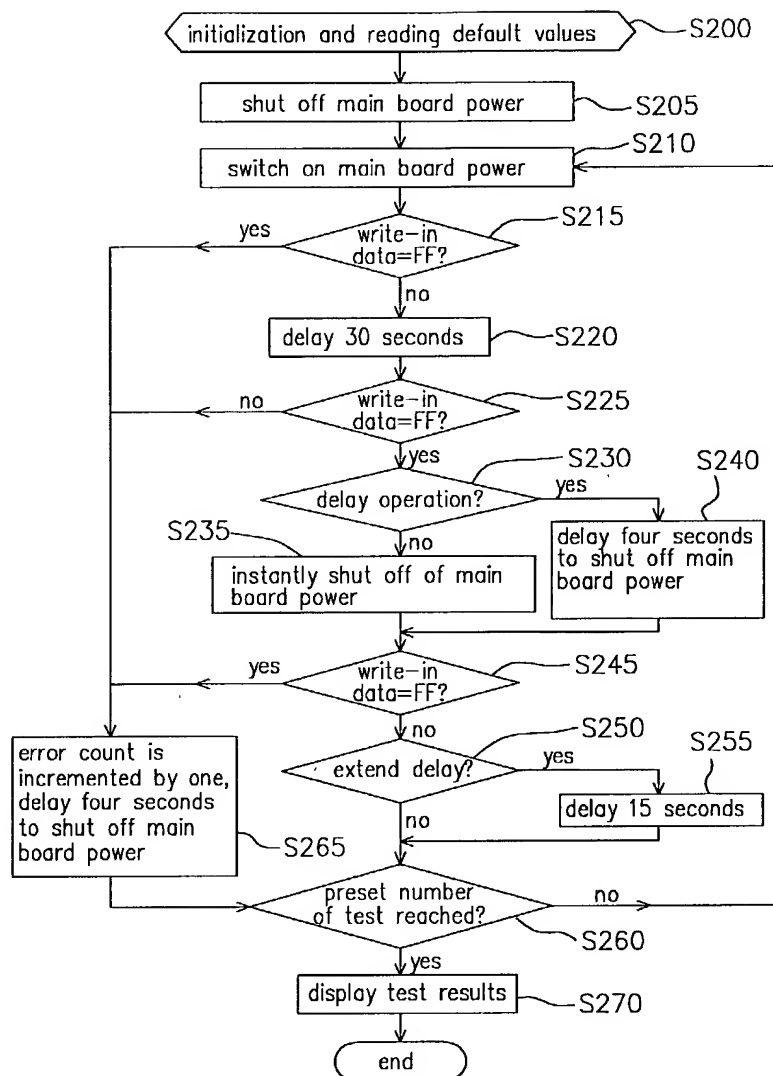 initialization and reading default values
S200
shut off main board power
S205
switch on main board power
S210
write-in
data=FF?
S215
yes
no
delay 30 seconds
S220
write-in
data=FF?
S225
no
yes
delay operation?
S230
yes
no
S235
instantly shut off of main
board power
S240
delay four seconds
to shut off main
board power
write-in
data=FF?
S245
yes
no
extend delay?
S250
yes
no
S255
delay 15 seconds
error count is
incremented by one,
delay four seconds
to shut off main
board power
S265
preset number
of test reached?
S260
no
yes
display test results
S270
end